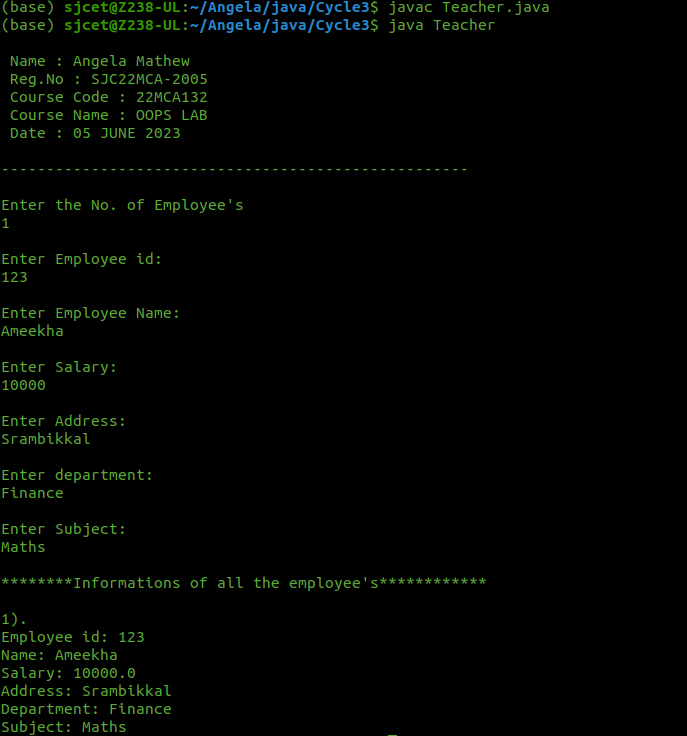 (base) sjcet@Z238-UL:~/Angela/java/Cycle3$ javac Teacher.java
(base) sjcet@Z238-UL:~/Angela/java/Cycle3$ java Teacher
Name : Angela Mathew
Reg.No : SJC22MCA-2005
Course Code : 22MCA132
Course Name : OOPS LAB
Date : 05 JUNE 2023
----------------------------------------------------
Enter the No. of Employee's
1
Enter Employee id:
123
Enter Employee Name:
Ameekha
Enter Salary:
10000
Enter Address:
Srambikkal
Enter department:
Finance
Enter Subject:
Maths
********Informations of all the employee's************
1).
Employee id: 123
Name: Ameekha
Salary: 10000.0
Address: Srambikkal
Department: Finance
Subject: Maths